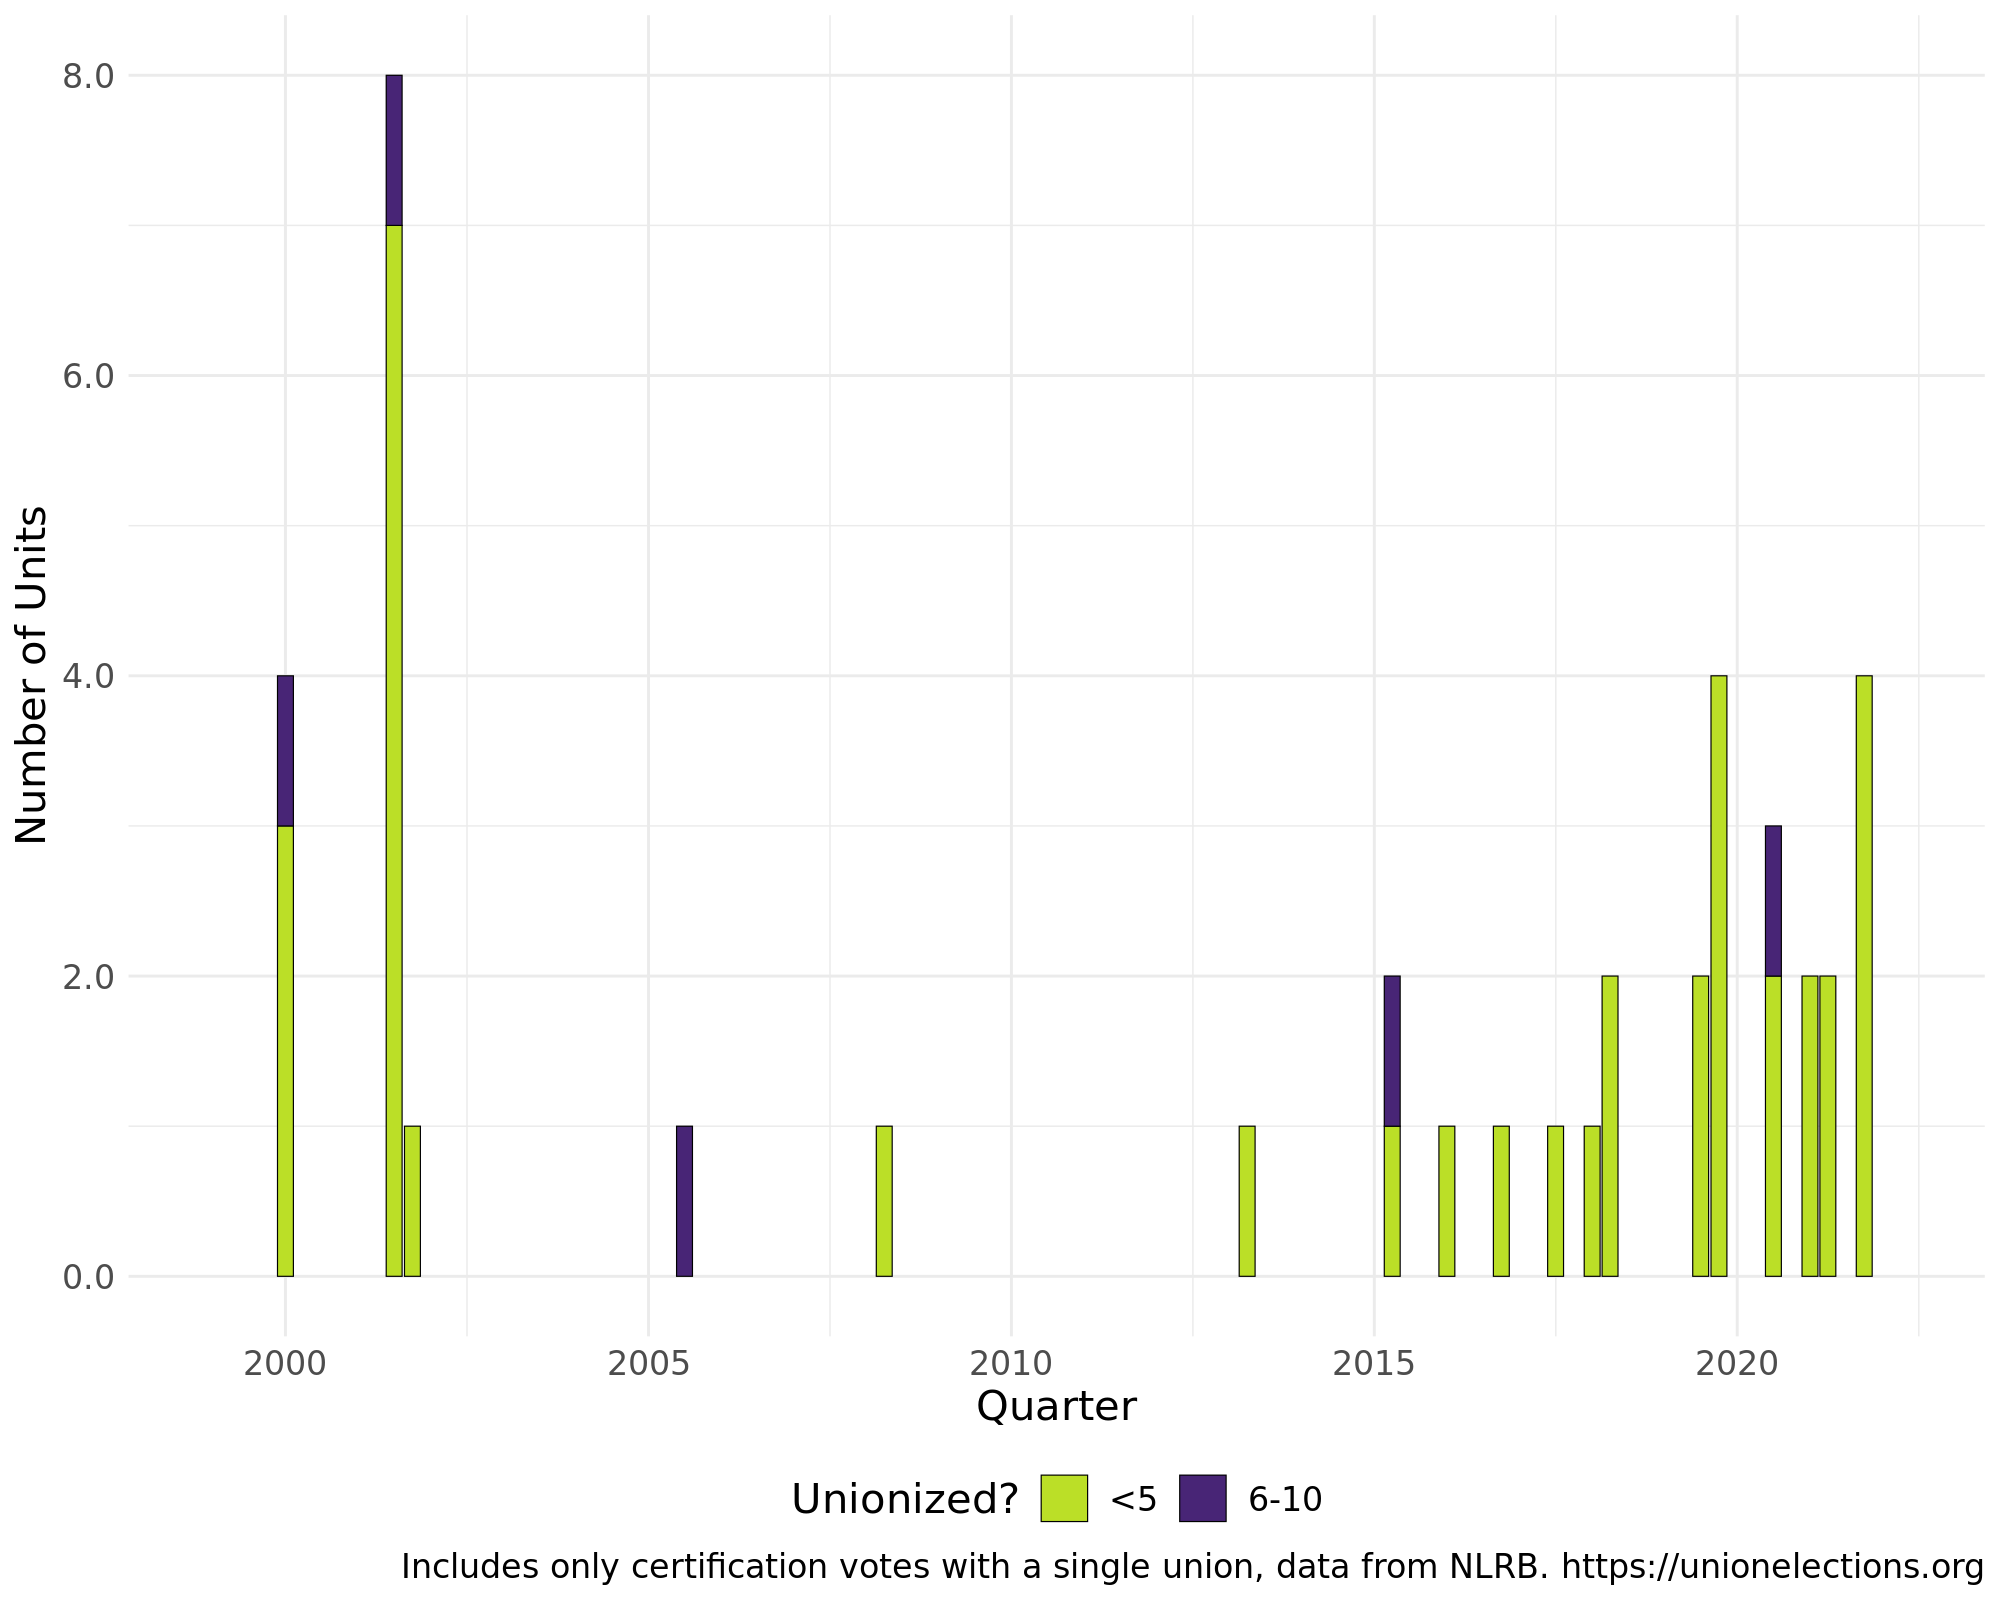 8.0
6.0
4.0
2.0
0.0
Number of Units
2000 2005 2010 2015 2020
Quarter
Unionized? <5 6-10
Includes only certification votes with a single union, data from NLRB. https://unionelections.org